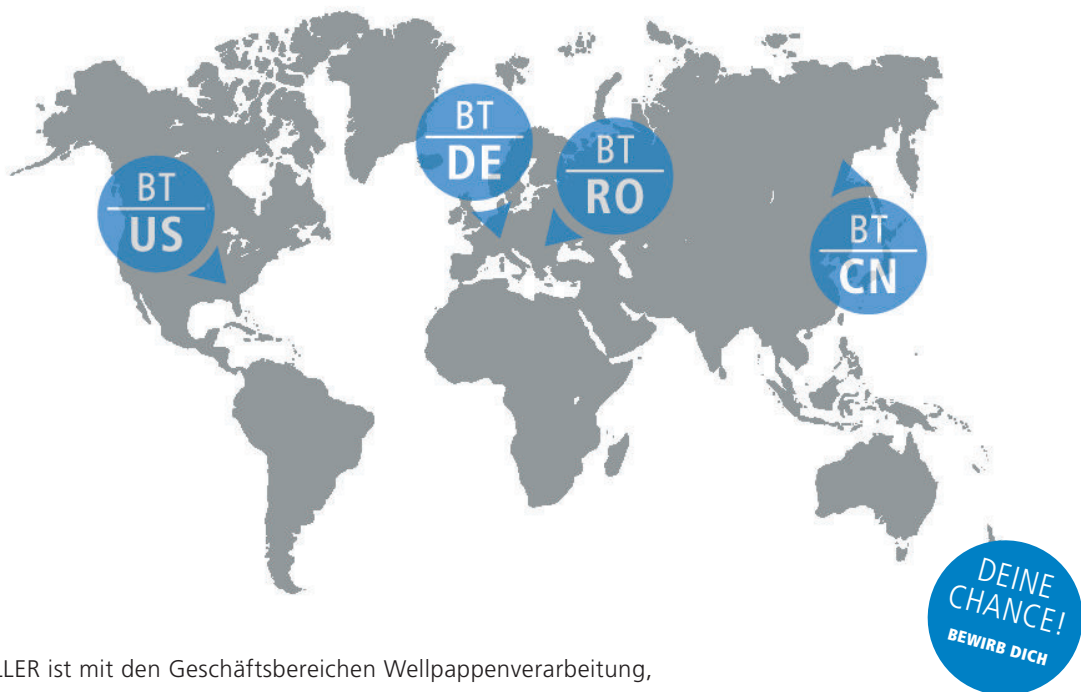 BT
DE
BT
RO
BT
US
BT
CN
DEINE
CHANCE!
BEWIRB DICH
LLER ist mit den Geschäftsbereichen Wellpappenverarbeitung,